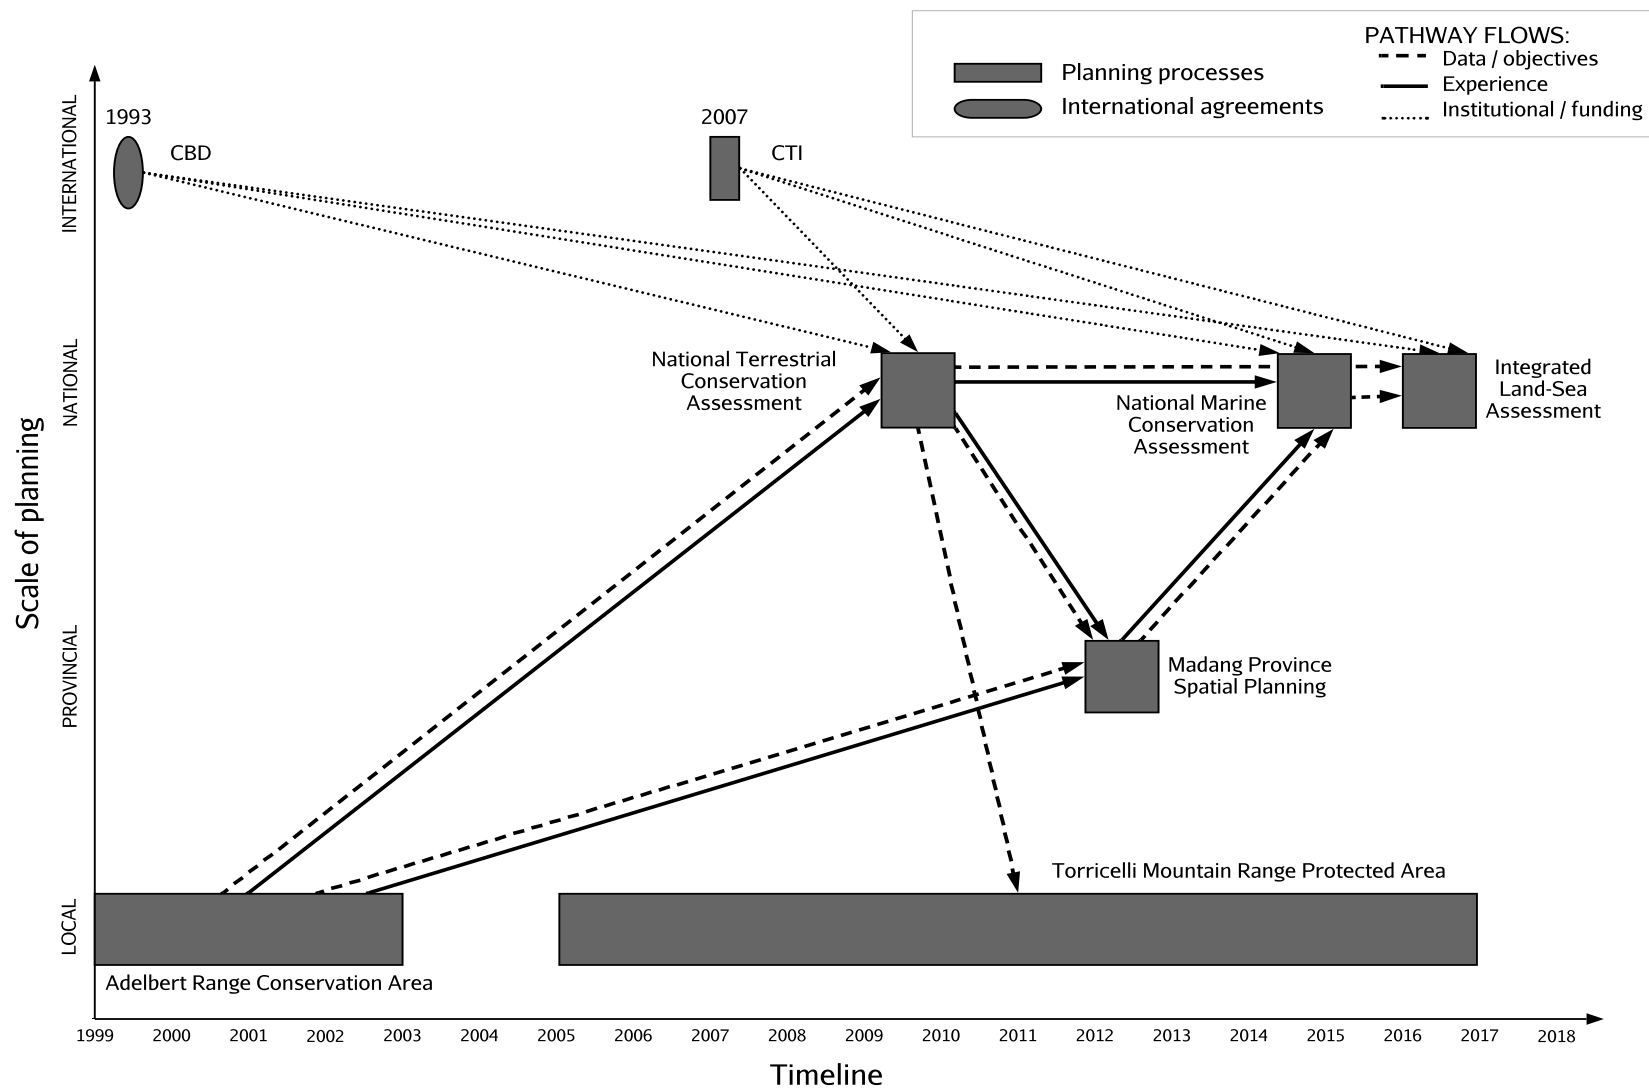 PATHWAY FLOWS:
Planning processes
International agreements
Data / objectives
Experience
Institutional / funding
1993
CBD
2007
CTI
INTERNATIONAL
NATIONAL
PROVINCIAL
LOCAL
Scale of planning
National Terrestrial
Conservation
Assessment
National Marine
Conservation
Assessment
Integrated
Land-Sea
Assessment
Madang Province
Spatial Planning
Torricelli Mountain Range Protected Area
Adelbert Range Conservation Area
1999 2000 2001 2002 2003 2004 2005 2006 2007 2008 2009 2010 2011 2012 2013 2014 2015 2016 2017 2018
Timeline